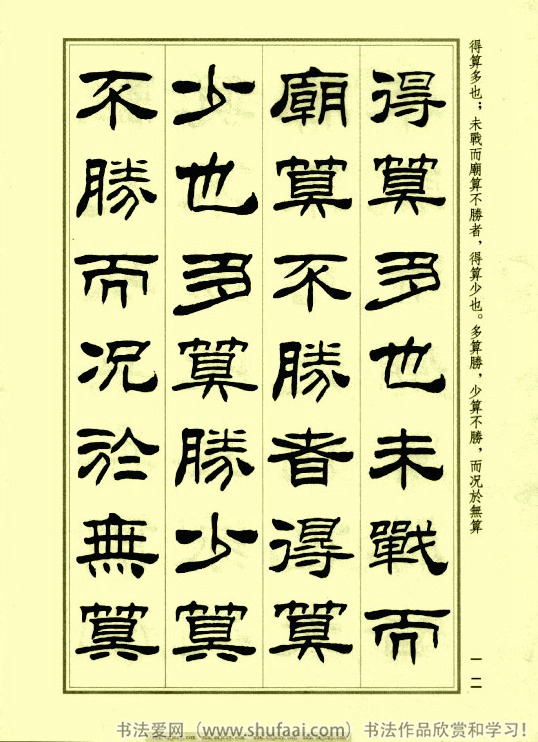 得算多也；未戰而廟算不勝者，得算少也。多算勝，少算不勝，而况於無算
得算多也未戰而
廟算不勝者得算
少也多算勝少算
不勝而况於無算
一二
书法爱网（www.shufaai.com）书法作品欣赏和学习！